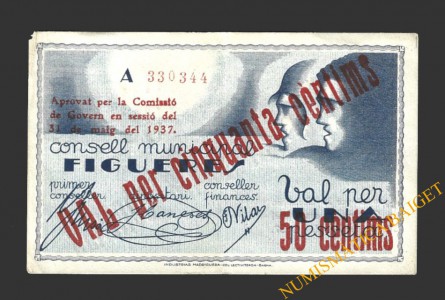 A 330344
Aprovat per la Comissió
de Govern en sessió del
31 de maig del 1937.
VAL per cinquanta cèntims
consell municipal
FIGUERES
primer conseller
conseller finances.
Val per
UNA
pesseta
50 cèntims
NUMISMATICA PAIGET